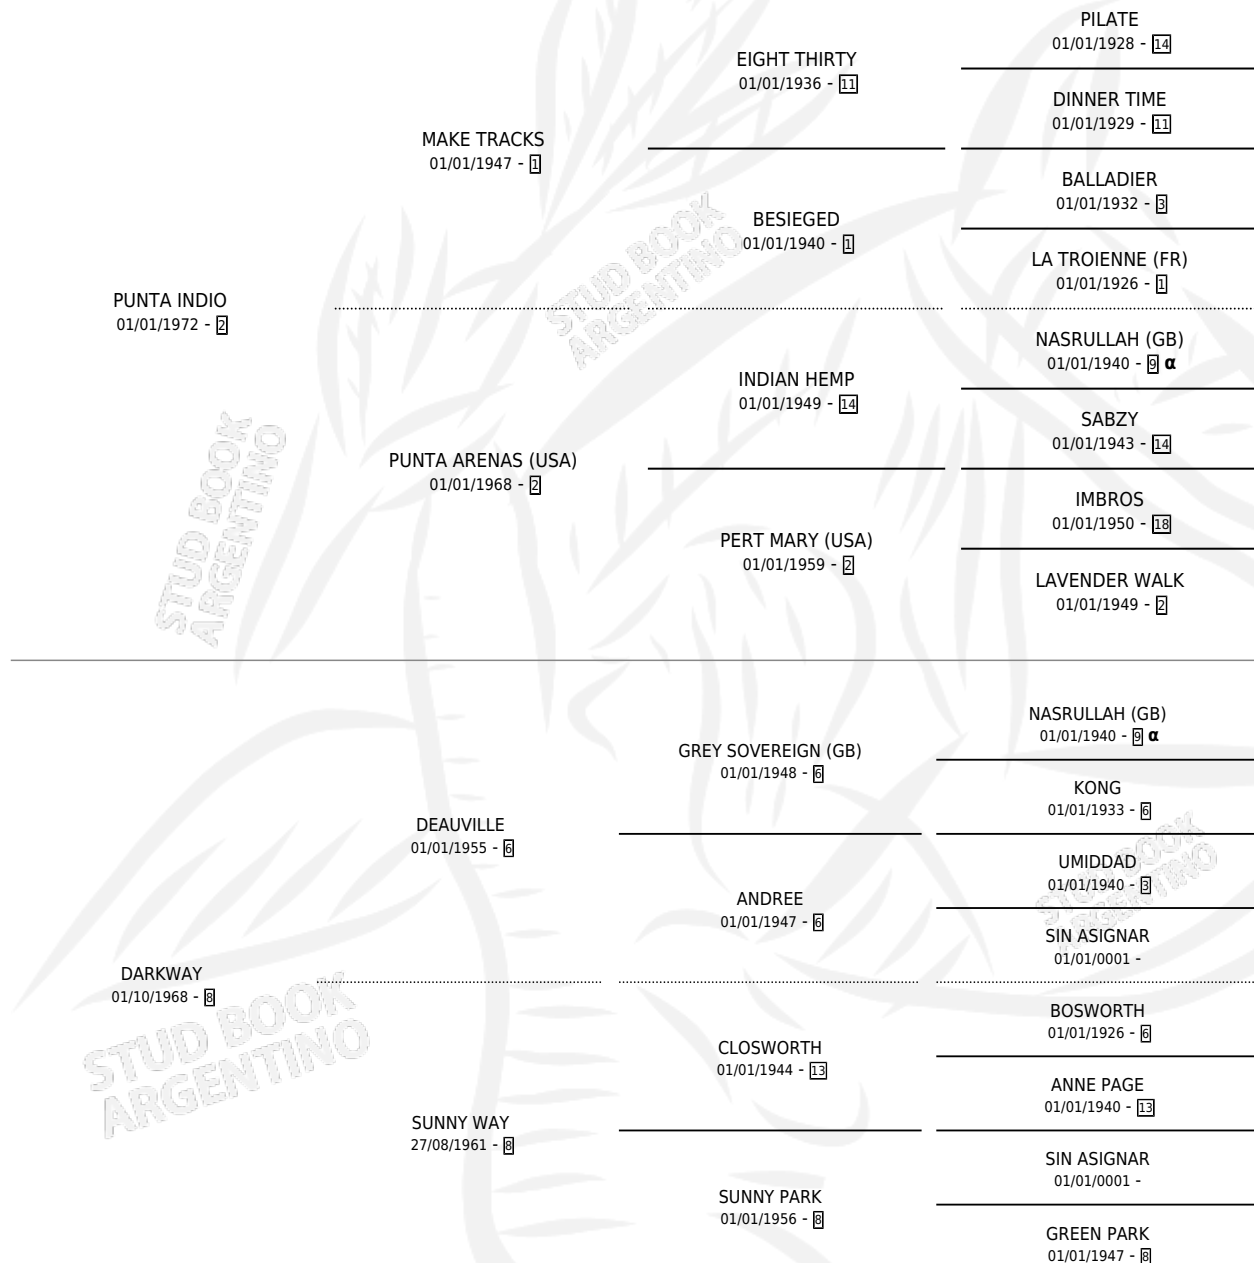 PILATE
01/01/1928 - 14
EIGHT THIRTY
01/01/1936 - 11
DINNER TIME
01/01/1929 - 11
MAKE TRACKS
01/01/1947 - 1
BALLADIER
01/01/1932 - 3
BESIEGED
01/01/1940 - 1
LA TROIENNE (FR)
01/01/1926 - 1
PUNTA INDIO
01/01/1972 - 2
NASRULLAH (GB)
01/01/1940 - 9 α
INDIAN HEMP
01/01/1949 - 14
SABZY
01/01/1943 - 14
PUNTA ARENAS (USA)
01/01/1968 - 2
IMBROS
01/01/1950 - 18
PERT MARY (USA)
01/01/1959 - 2
LAVENDER WALK
01/01/1949 - 2
NASRULLAH (GB)
01/01/1940 - 9 α
GREY SOVEREIGN (GB)
01/01/1948 - 6
KONG
01/01/1933 - 6
DEAUVILLE
01/01/1955 - 6
UMIDDAD
01/01/1940 - 3
ANDREE
01/01/1947 - 6
SIN ASIGNAR
01/01/0001 -
DARKWAY
01/10/1968 - 8
BOSWORTH
01/01/1926 - 6
CLOSWORTH
01/01/1944 - 13
ANNE PAGE
01/01/1940 - 13
SUNNY WAY
27/08/1961 - 8
SIN ASIGNAR
01/01/0001 -
SUNNY PARK
01/01/1956 - 8
GREEN PARK
01/01/1947 - 8
STUD BOOK
ARGENTINO
STUD BOOK
ARGENTINO
STUD BOOK
ARGENTINO
STUD BOOK
ARGENTINO